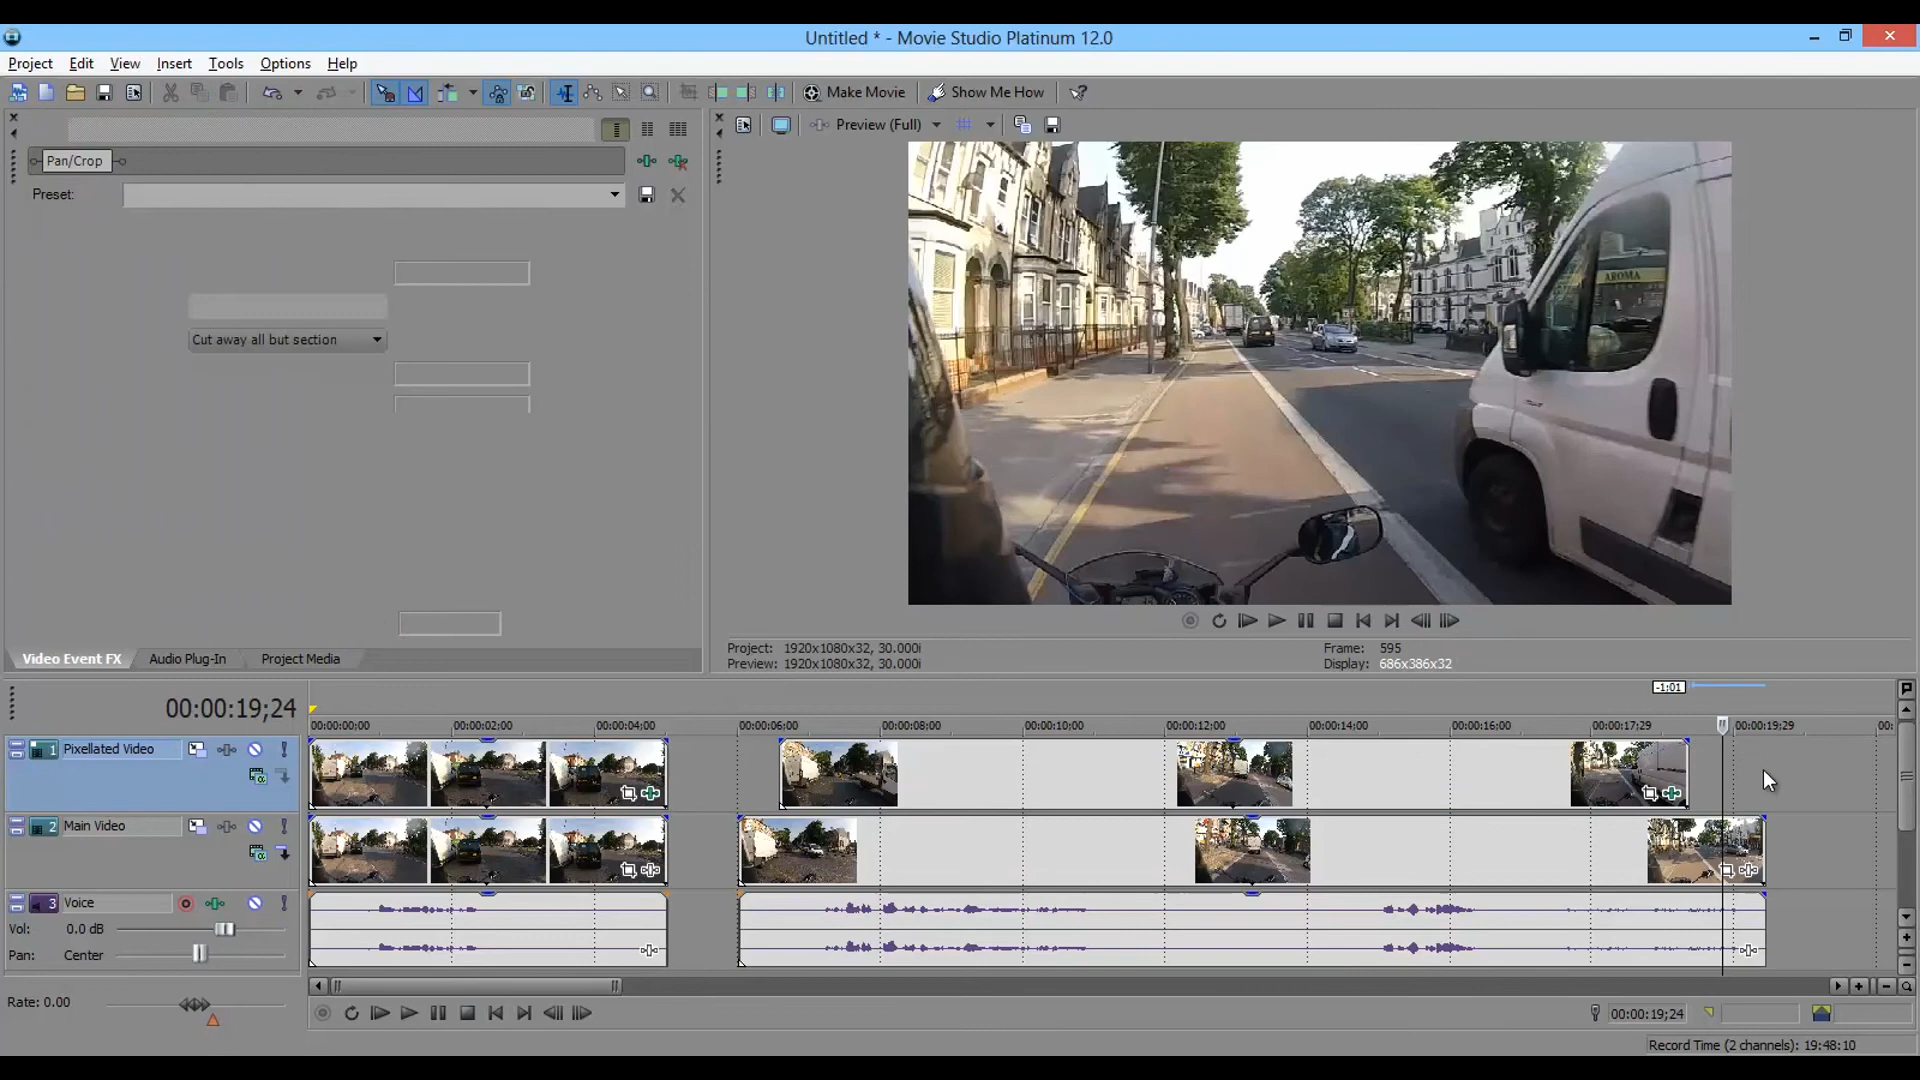 Untitled * - Movie Studio Platinum 12.0
Project Edit View Insert Tools Options Help
Make Movie Show Me How
Preview (Full)
Pan/Crop
Preset:
AROMA
Cut away all but section
Project: 1920x1080x32, 30.000i
Preview: 1920x1080x32, 30.000i
Frame: 595
Display: 686x386x32
Video Event FX Audio Plug-In Project Media
-1;01
00:00:19;24
00:00:00;00 00:00:02;00 00:00:04;00 00:00:06;00 00:00:08;00 00:00:10;00 00:00:12;00 00:00:14;00 00:00:16;00 00:00:17;29 00:00:19;29 00:
1 Pixellated Video
2 Main Video
3 Voice
Vol: 0.0 dB
Pan: Center
Rate: 0.00
00:00:19;24
Record Time (2 channels): 19:48:10